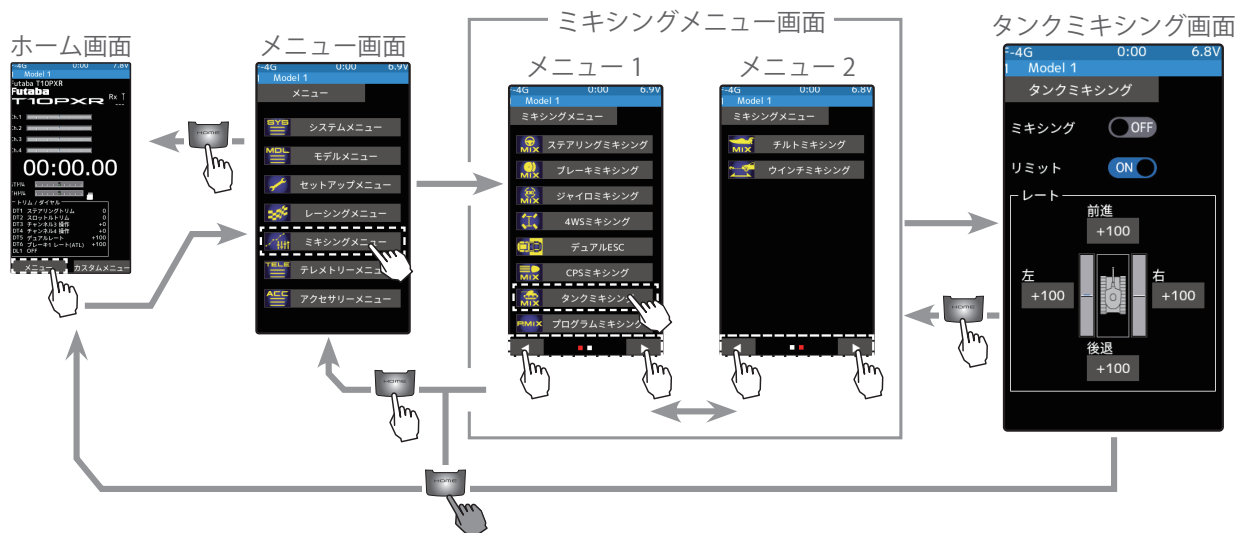 ホーム画面
-4G 0:00 7.8V
Model 1
Futaba T10PXR
Futaba
T10PXR Rx T
---
Ch.1
Ch.2
Ch.3
Ch.4
00:00.00
ST‐%
TH‐%
トリム / ダイヤル
DT1 ステアリングトリム 0
DT2 スロットルトリム 0
DT3 チャンネル3 操作 +0
DT4 チャンネル4 操作 +0
DT5 デュアルレート +100
DT6 ブレーキ1 レート(ATL) +100
DL1 OFF
メニュー カスタムメニュー
HOME
メニュー画面
-4G 0:00 6.9V
Model 1
メニュー
SYS システムメニュー
MDL モデルメニュー
セットアップメニュー
レーシングメニュー
ミキシングメニュー
TELE テレメトリーメニュー
ACC アクセサリーメニュー
HOME
ミキシングメニュー画面
メニュー 1
-4G 0:00 6.9V
Model 1
ミキシングメニュー
MIX ステアリングミキシング
MIX ブレーキミキシング
MIX ジャイロミキシング
4WSミキシング
デュアルESC
MIX CPSミキシング
MIX タンクミキシング
PMIX プログラムミキシング
メニュー 2
-4G 0:00 6.8V
Model 1
ミキシングメニュー
MIX チルトミキシング
MIX ウインチミキシング
HOME
タンクミキシング画面
-4G 0:00 6.8V
Model 1
タンクミキシング
ミキシング OFF
リミット ON
レート
前進
+100
左 右
+100 +100
後退
+100
HOME